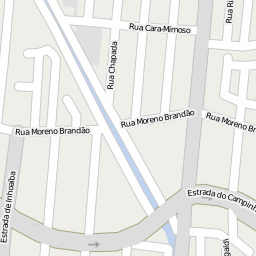 Rua Cara-Mimoso
Rua Chapada
Rua Moreno Brandão
Rua Moreno
Rua Moreno Brandão
Estrada de Inhoaíba
Estrada do Campinh